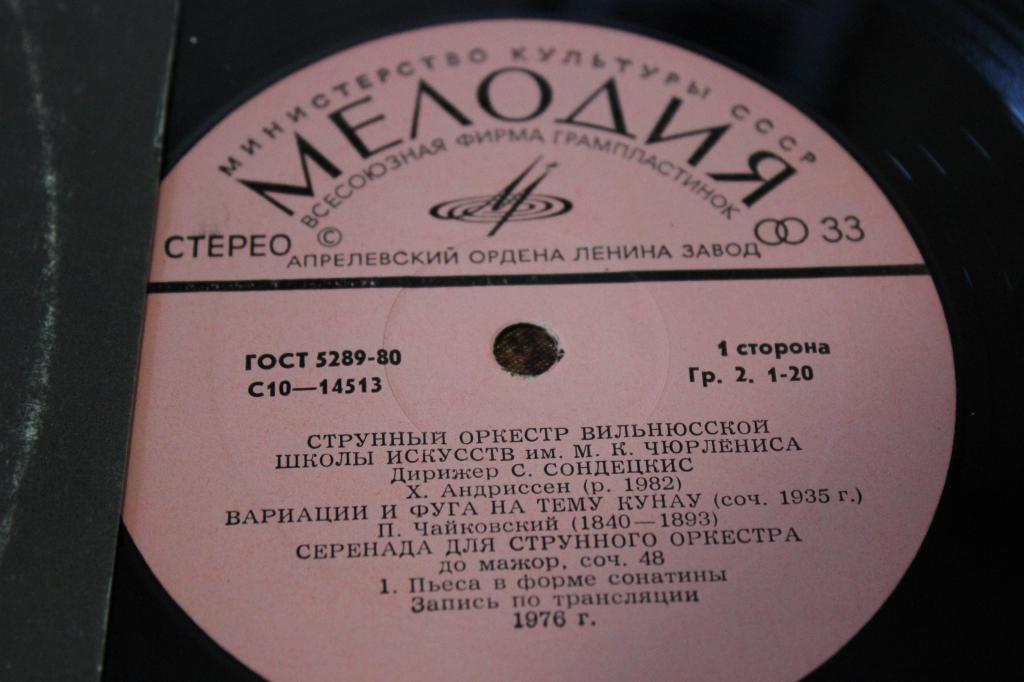 МИНИСТЕРСТВО КУЛЬТУРЫ СССР
МЕЛОДИЯ
ВСЕСОЮЗНАЯ ФИРМА ГРАМПЛАСТИНОК
СТЕРЕО ©
33
АПРЕЛЕВСКИЙ ОРДЕНА ЛЕНИНА ЗАВОД
ГОСТ 5289-80
С10—14513
1 сторона
Гр. 2. 1-20
СТРУННЫЙ ОРКЕСТР ВИЛЬНЮССКОЙ
ШКОЛЫ ИСКУССТВ им. М. К. ЧЮРЛЁНИСА
Дирижер С. СОНДЕЦКИС
Х. Андриссен (р. 1982)
ВАРИАЦИИ И ФУГА НА ТЕМУ КУНАУ (соч. 1935 г.)
П. Чайковский (1840—1893)
СЕРЕНАДА ДЛЯ СТРУННОГО ОРКЕСТРА
до мажор, соч. 48
1. Пьеса в форме сонатины
Запись по трансляции
1976 г.